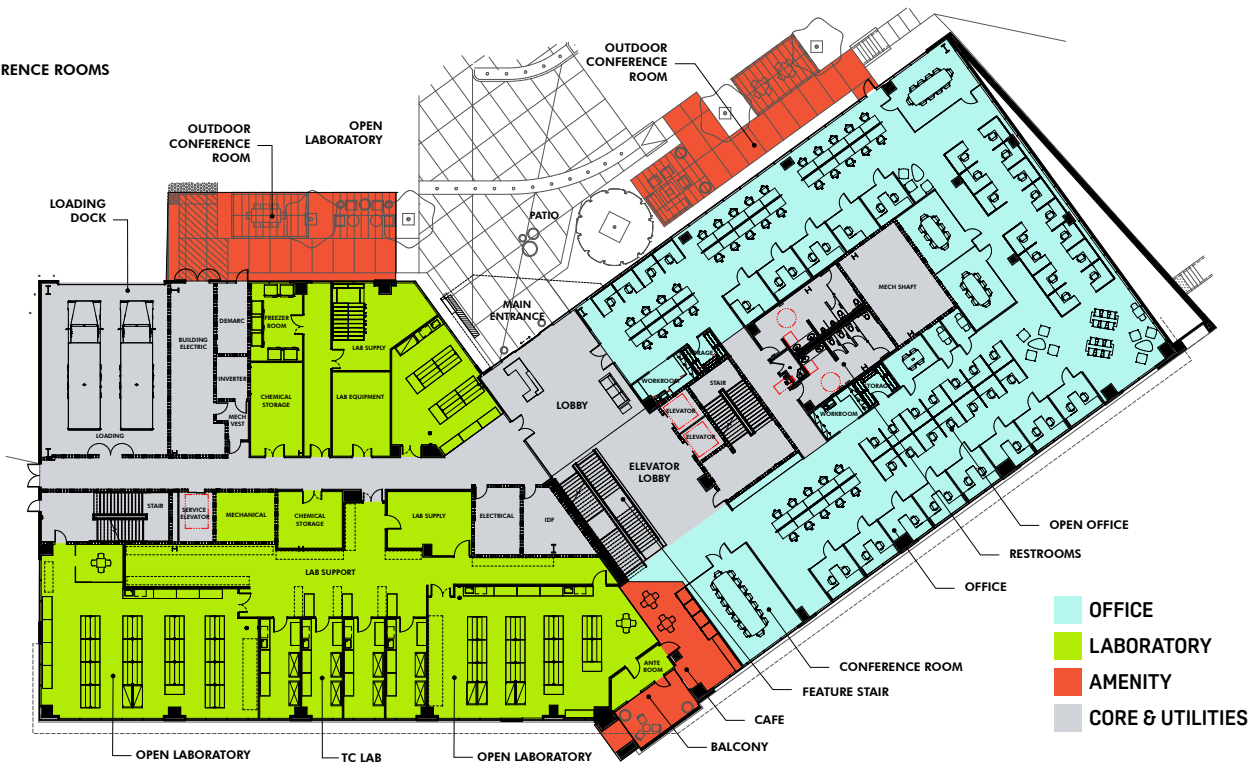 RENCE ROOMS
OUTDOOR
CONFERENCE
ROOM
OPEN
LABORATORY
OUTDOOR
CONFERENCE
ROOM
LOADING
DOCK
PATIO
MAIN
ENTRANCE
MECH SHAFT
DEMARC
FREEZER
ROOM
BUILDING
ELECTRIC
LAB SUPPLY
INVERTER
CHEMICAL
STORAGE
LAB EQUIPMENT
MECH
VEST
LOADING
LOBBY
WORKROOM
STAIR
ELEVATOR
ELEVATOR
TORAGE
WORKROOM
ELEVATOR
LOBBY
STAIR
SERVICE
ELEVATOR
MECHANICAL
CHEMICAL
STORAGE
LAB SUPPLY
ELECTRICAL
IDF
LAB SUPPORT
ANTE
ROOM
OPEN OFFICE
RESTROOMS
OFFICE
CONFERENCE ROOM
FEATURE STAIR
CAFE
BALCONY
OPEN LABORATORY
TC LAB
OPEN LABORATORY
OFFICE
LABORATORY
AMENITY
CORE & UTILITIES